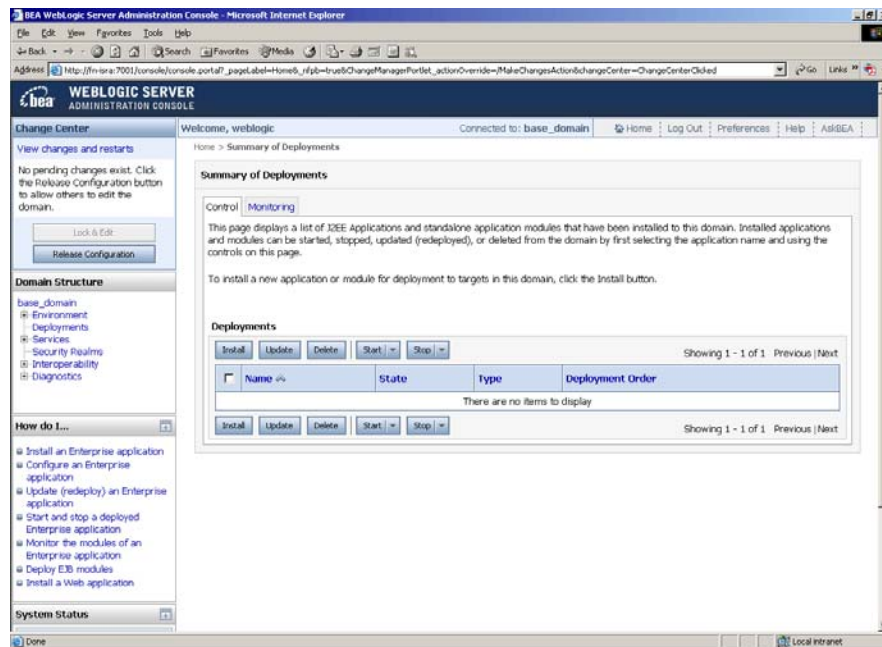 BEA WebLogic Server Administration Console - Microsoft Internet Explorer
File Edit View Favorites Tools Help
Back Search Favorites Media
Address http://fn-isra:7001/console/console.portal?_pageLabel=Home&_nfpb=true&ChangeManagerPortlet_actionOverride=/MakeChangesAction&changeCenter=ChangeCenterClicked Go Links »
bea WEBLOGIC SERVER
ADMINISTRATION CONSOLE
Change Center
View changes and restarts
No pending changes exist. Click
the Release Configuration button
to allow others to edit the
domain.
Lock & Edit
Release Configuration
Domain Structure
base_domain
Environment
Deployments
Services
Security Realms
Interoperability
Diagnostics
How do I...
Install an Enterprise application
Configure an Enterprise
application
Update (redeploy) an Enterprise
application
Start and stop a deployed
Enterprise application
Monitor the modules of an
Enterprise application
Deploy EJB modules
Install a Web application
System Status
Welcome, weblogic Connected to: base_domain Home Log Out Preferences Help AskBEA
Home > Summary of Deployments
Summary of Deployments
Control Monitoring
This page displays a list of J2EE Applications and standalone application modules that have been installed to this domain. Installed applications
and modules can be started, stopped, updated (redeployed), or deleted from the domain by first selecting the application name and using the
controls on this page.
To install a new application or module for deployment to targets in this domain, click the Install button.
Deployments
Install Update Delete Start Stop Showing 1 - 1 of 1 Previous | Next
Name State Type Deployment Order
There are no items to display
Install Update Delete Start Stop Showing 1 - 1 of 1 Previous | Next
Done Local intranet